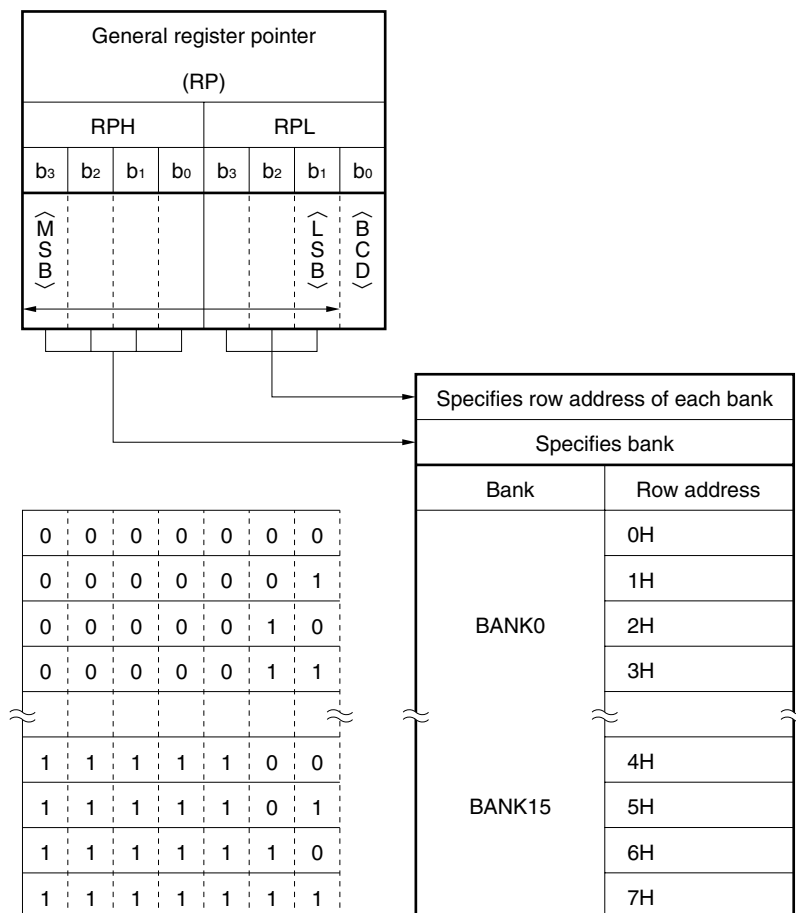 General register pointer
(RP)
RPH RPL
b3 b2 b1 b0 b3 b2 b1 b0
〈MSB〉 〈LSB〉 〈BCD〉
Specifies row address of each bank
Specifies bank
Bank Row address
0 0 0 0 0 0 0 0H
0 0 0 0 0 0 1 1H
0 0 0 0 0 1 0 BANK0 2H
0 0 0 0 0 1 1 3H
1 1 1 1 1 0 0 4H
1 1 1 1 1 0 1 BANK15 5H
1 1 1 1 1 1 0 6H
1 1 1 1 1 1 1 7H